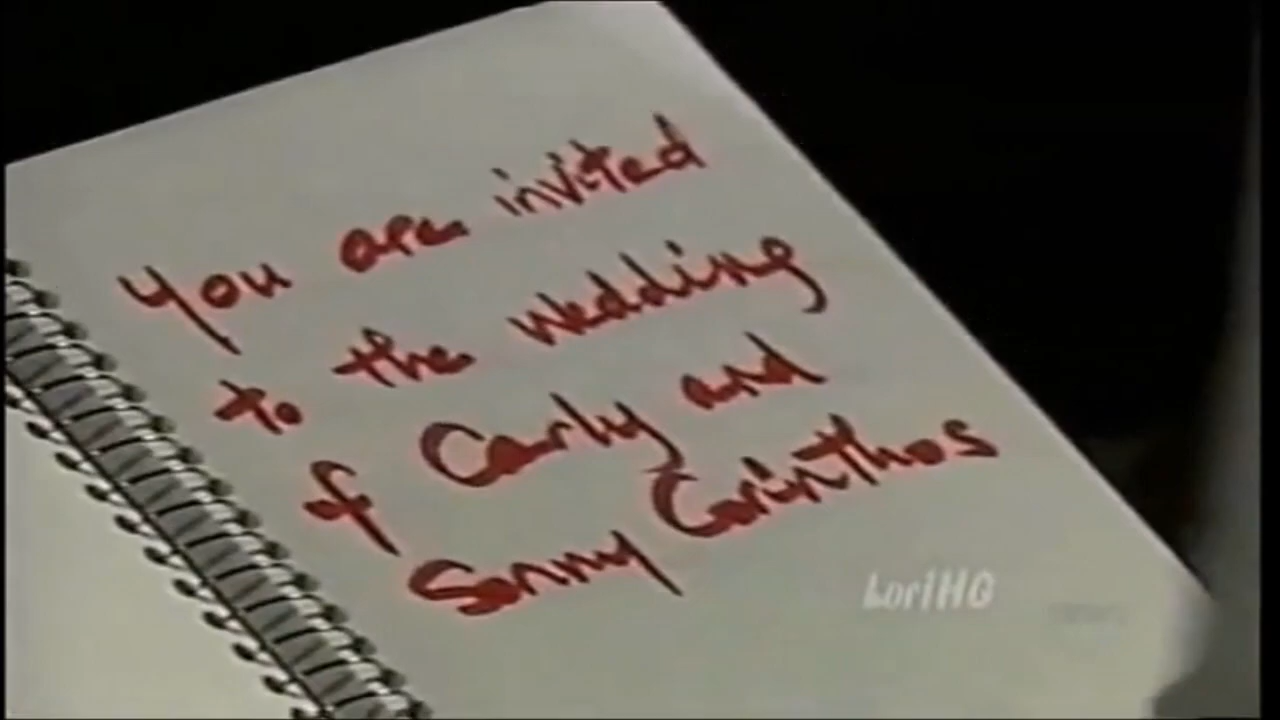 You are invited
to the wedding
of Carly and
Sonny Corinthos
LoriHG